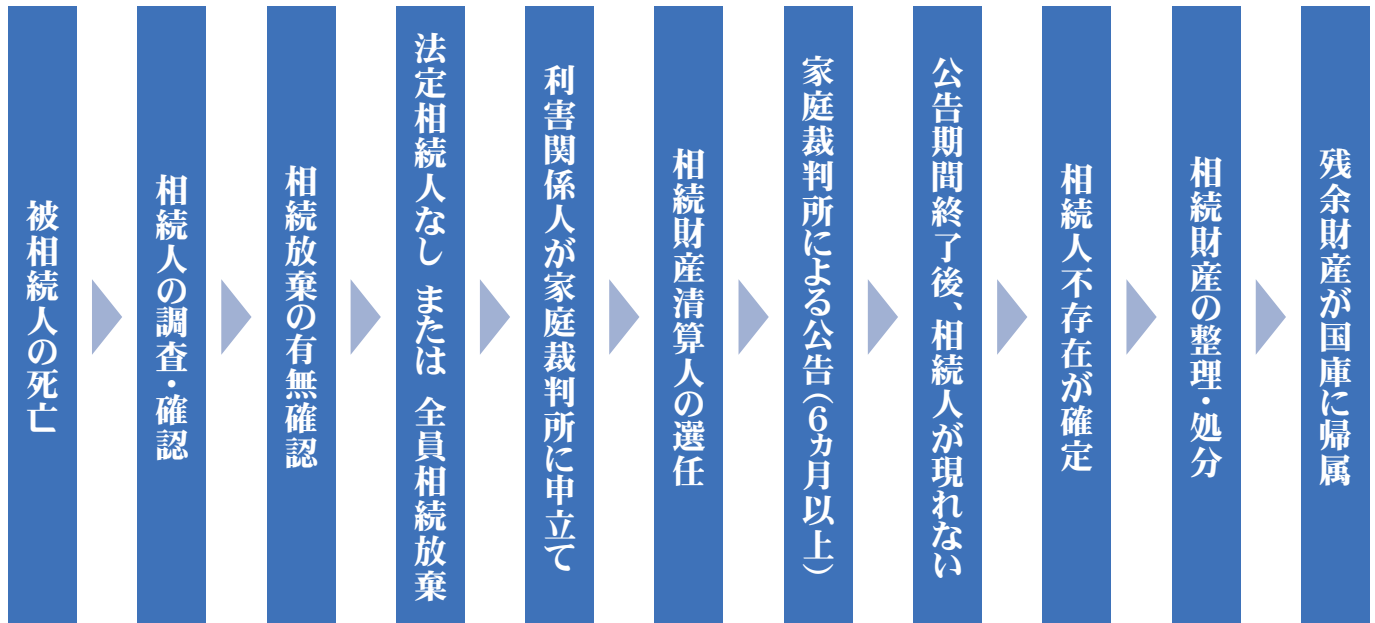 被相続人の死亡
相続人の調査・確認
相続放棄の有無確認
法定相続人なし または 全員相続放棄
利害関係人が家庭裁判所に申立て
相続財産清算人の選任
家庭裁判所による公告(6カ月以上)
公告期間終了後、相続人が現れない
相続人不存在が確定
相続財産の整理・処分
残余財産が国庫に帰属